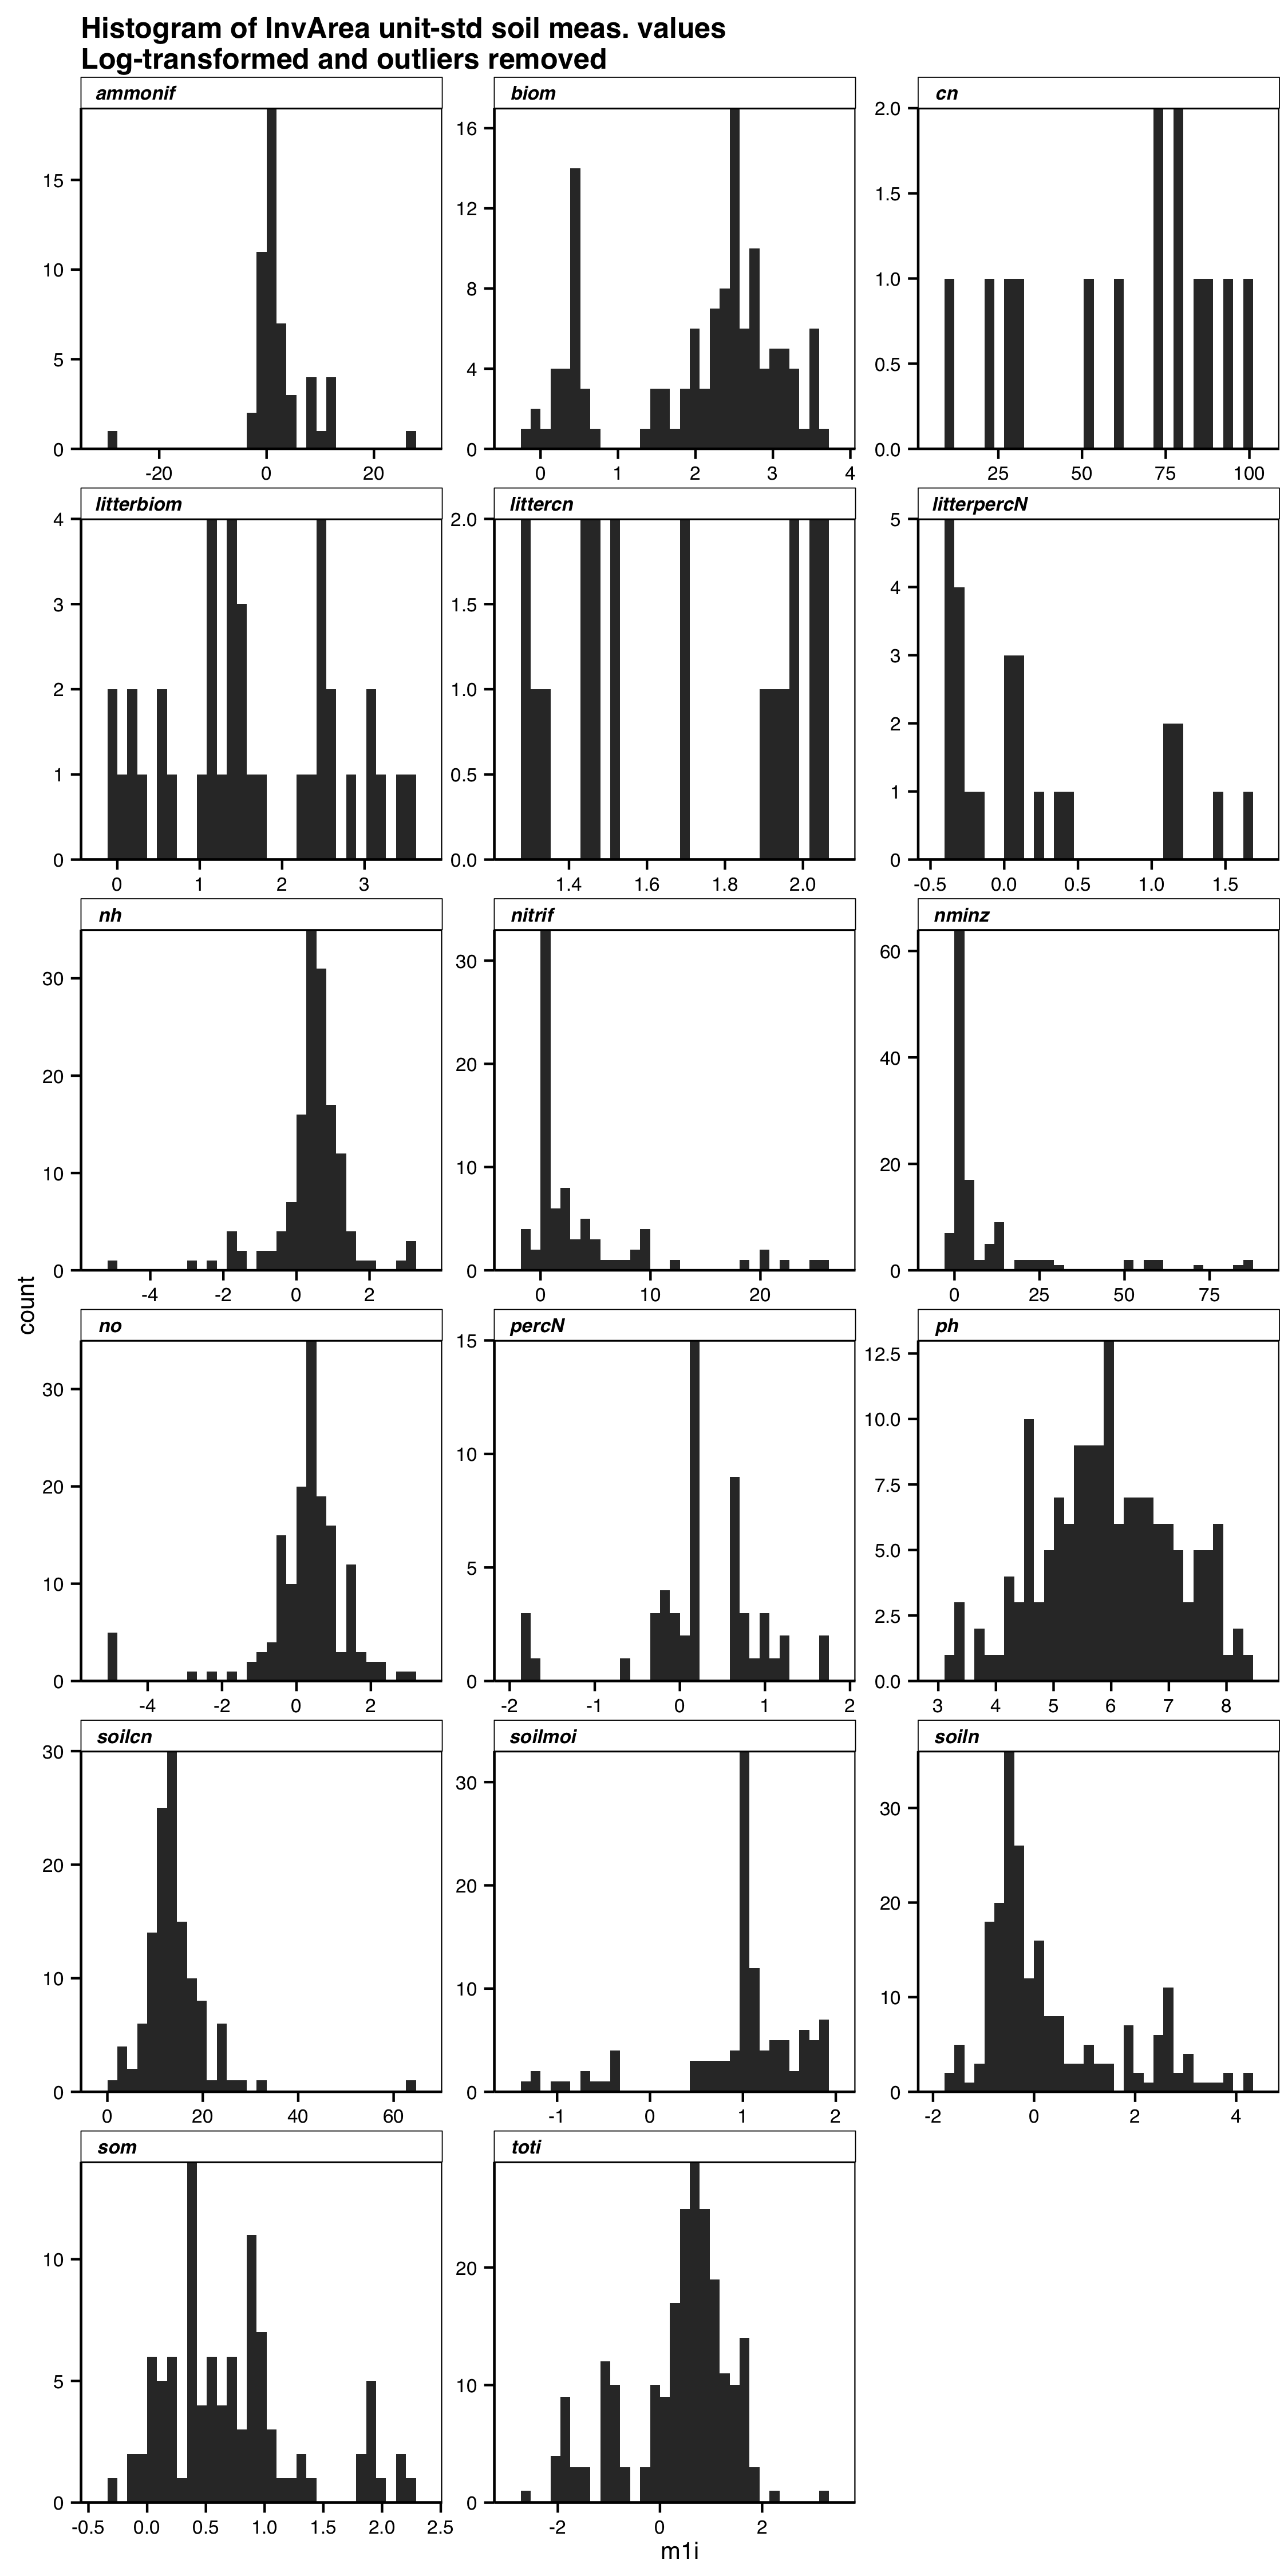 Histogram of InvArea unit-std soil meas. values
Log-transformed and outliers removed
ammonif biom cn
15
10
5
0
-20 0 20
16
12
8
4
0
0 1 2 3 4
2.0
1.5
1.0
0.5
0.0
25 50 75 100
litterbiom littercn litterpercN
4
3
2
1
0
0 1 2 3
2.0
1.5
1.0
0.5
0.0
1.4 1.6 1.8 2.0
5
4
3
2
1
0
-0.5 0.0 0.5 1.0 1.5
nh nitrif nminz
30
20
10
0
-4 -2 0 2
30
20
10
0
0 10 20
60
40
20
0
0 25 50 75
count
no percN ph
30
20
10
0
-4 -2 0 2
15
10
5
0
-2 -1 0 1 2
12.5
10.0
7.5
5.0
2.5
0.0
3 4 5 6 7 8
soilcn soilmoi soiln
30
20
10
0
0 20 40 60
30
20
10
0
-1 0 1 2
30
20
10
0
-2 0 2 4
som toti
10
5
0
-0.5 0.0 0.5 1.0 1.5 2.0 2.5
20
10
0
-2 0 2
m1i